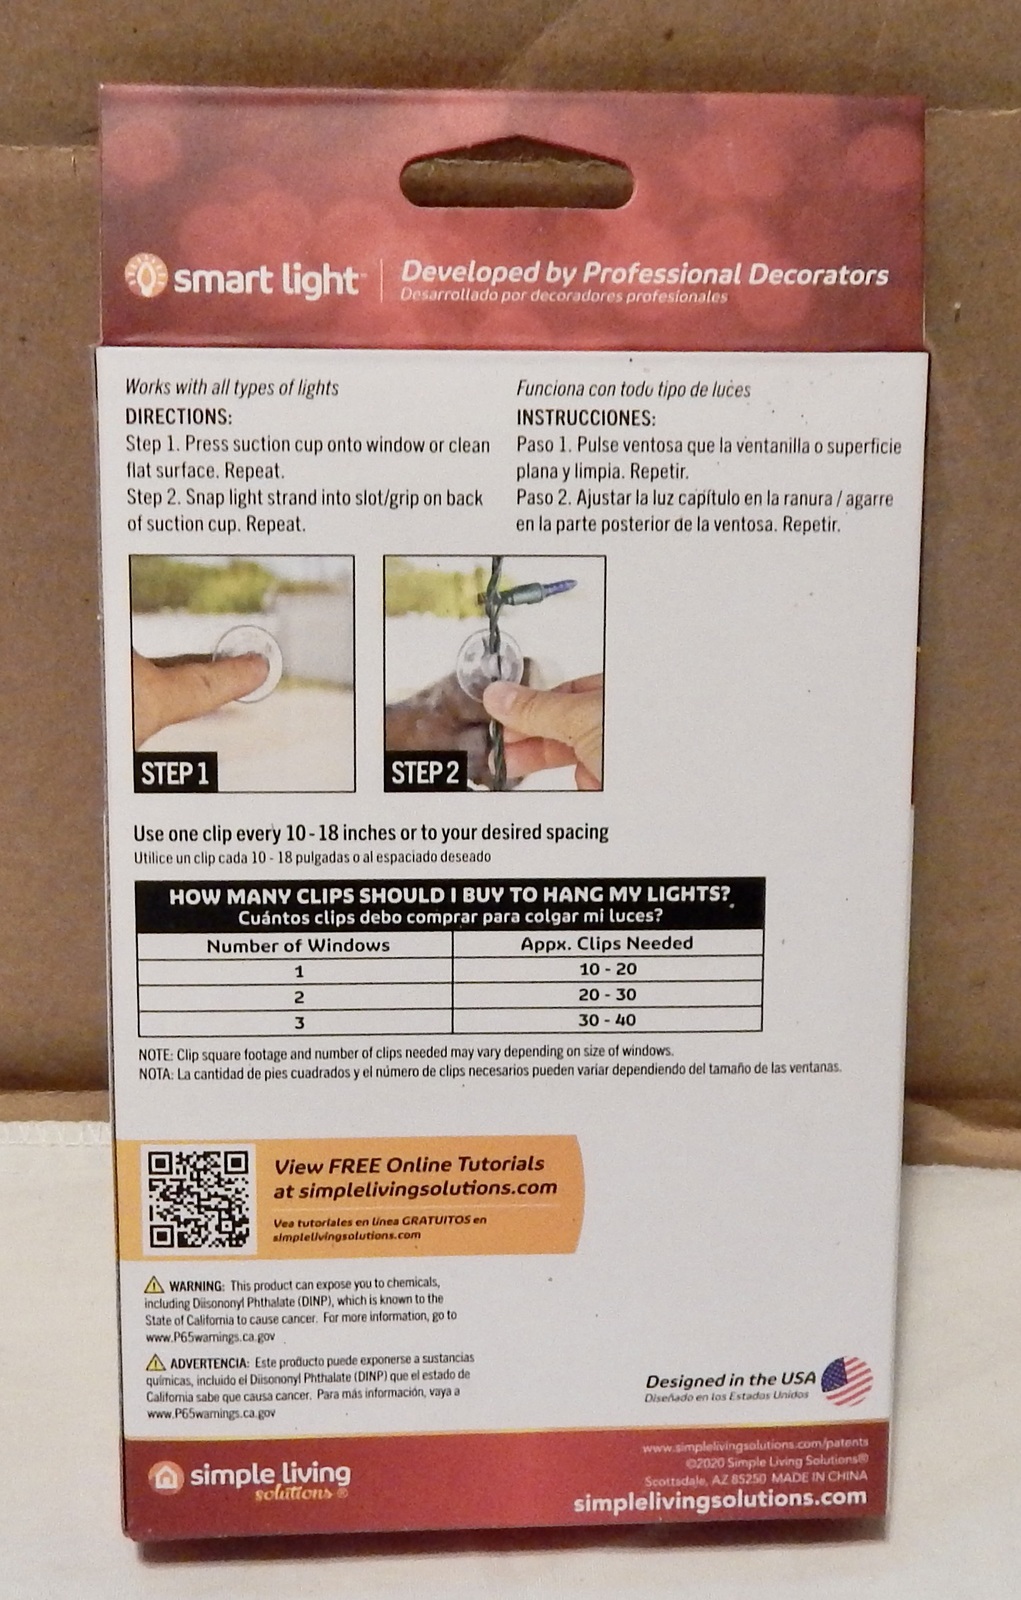 smart light™
Developed by Professional Decorators
Desarrollado por decoradores profesionales
Works with all types of lights
DIRECTIONS:
Step 1. Press suction cup onto window or clean
flat surface. Repeat.
Step 2. Snap light strand into slot/grip on back
of suction cup. Repeat.
Funciona con todo tipo de luces
INSTRUCCIONES:
Paso 1. Pulse ventosa que la ventanilla o superficie
plana y limpia. Repetir.
Paso 2. Ajustar la luz capítulo en la ranura / agarre
en la parte posterior de la ventosa. Repetir.
STEP 1
STEP 2
Use one clip every 10 - 18 inches or to your desired spacing
Utilice un clip cada 10 - 18 pulgadas o al espaciado deseado
HOW MANY CLIPS SHOULD I BUY TO HANG MY LIGHTS?
Cuántos clips debo comprar para colgar mi luces?
Number of Windows Appx. Clips Needed
1 10 - 20
2 20 - 30
3 30 - 40
NOTE: Clip square footage and number of clips needed may vary depending on size of windows.
NOTA: La cantidad de pies cuadrados y el número de clips necesarios pueden variar dependiendo del tamaño de las ventanas.
View FREE Online Tutorials
at simplelivingsolutions.com
Vea tutoriales en línea GRATUITOS en
simplelivingsolutions.com
WARNING: This product can expose you to chemicals,
including Diisononyl Phthalate (DINP), which is known to the
State of California to cause cancer. For more information, go to
www.P65warnings.ca.gov
ADVERTENCIA: Este producto puede exponerse a sustancias
químicas, incluido el Diisononyl Phthalate (DINP) que el estado de
California sabe que causa cancer. Para más información, vaya a
www.P65warnings.ca.gov
Designed in the USA
Diseñado en los Estados Unidos
simple living
solutions®
www.simplelivingsolutions.com/patents
©2020 Simple Living Solutions®
Scottsdale, AZ 85250 MADE IN CHINA
simplelivingsolutions.com